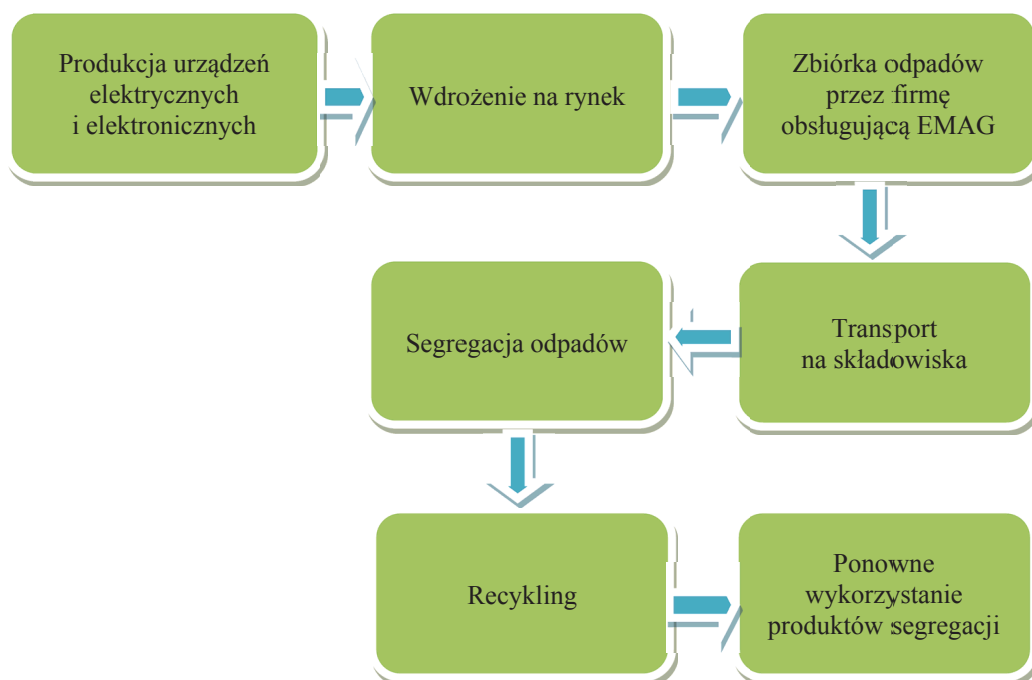 Produkcja urządzeń
elektrycznych
i elektronicznych
Wdrożenie na rynek
Zbiórka odpadów
przez firmę
obsługującą EMAG
Transport
na składowiska
Segregacja odpadów
Recykling
Ponowne
wykorzystanie
produktów segregacji